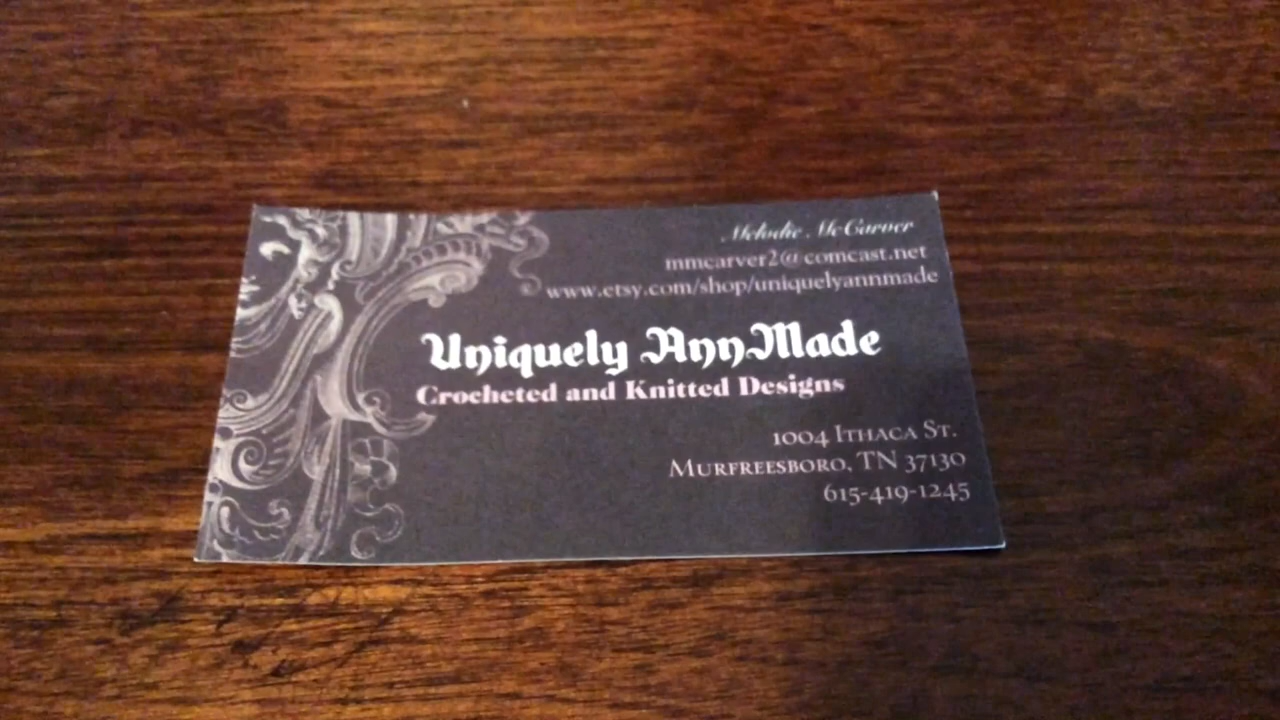 Melodie McCarver
mmcarver2@comcast.net
www.etsy.com/shop/uniquelyannmade
Uniquely AnnMade
Crocheted and Knitted Designs
1004 Ithaca St.
Murfreesboro, TN 37130
615-419-1245